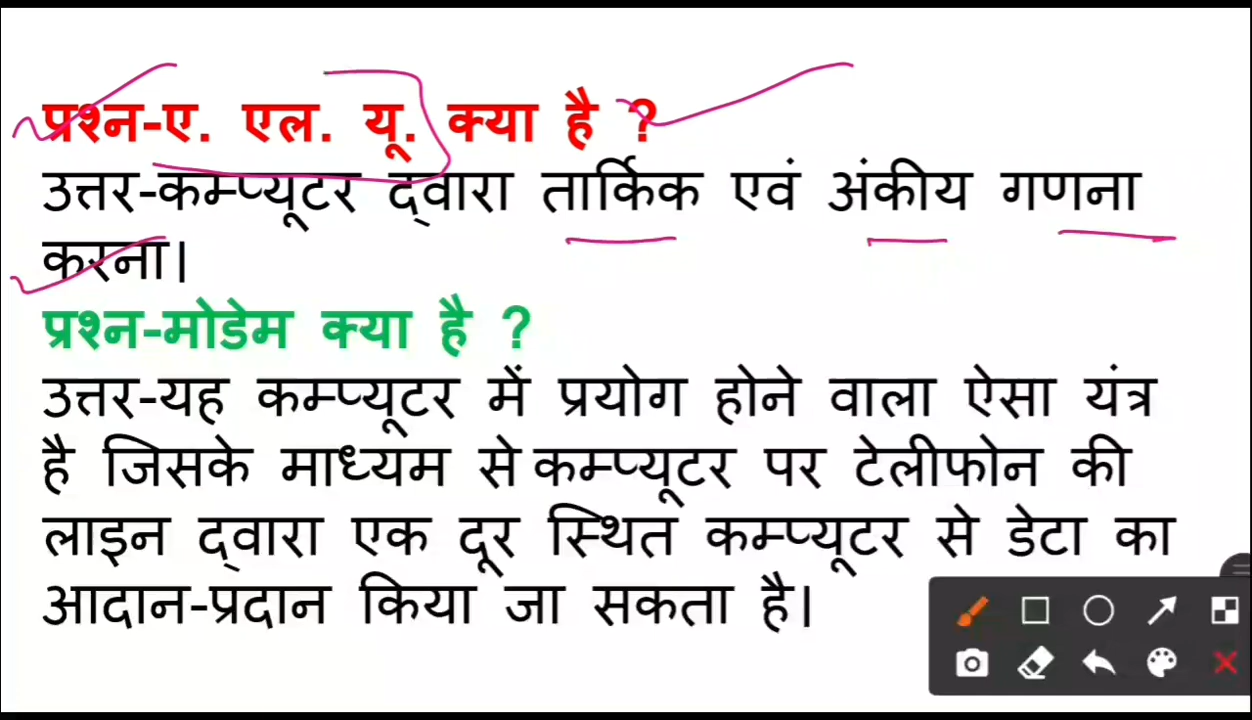 प्रश्न-ए. एल. यू. क्या है ?
उत्तर-कम्प्यूटर द्वारा तार्किक एवं अंकीय गणना
करना।
प्रश्न-मोडेम क्या है ?
उत्तर-यह कम्प्यूटर में प्रयोग होने वाला ऐसा यंत्र
है जिसके माध्यम से कम्प्यूटर पर टेलीफोन की
लाइन द्वारा एक दूर स्थित कम्प्यूटर से डेटा का
आदान-प्रदान किया जा सकता है।